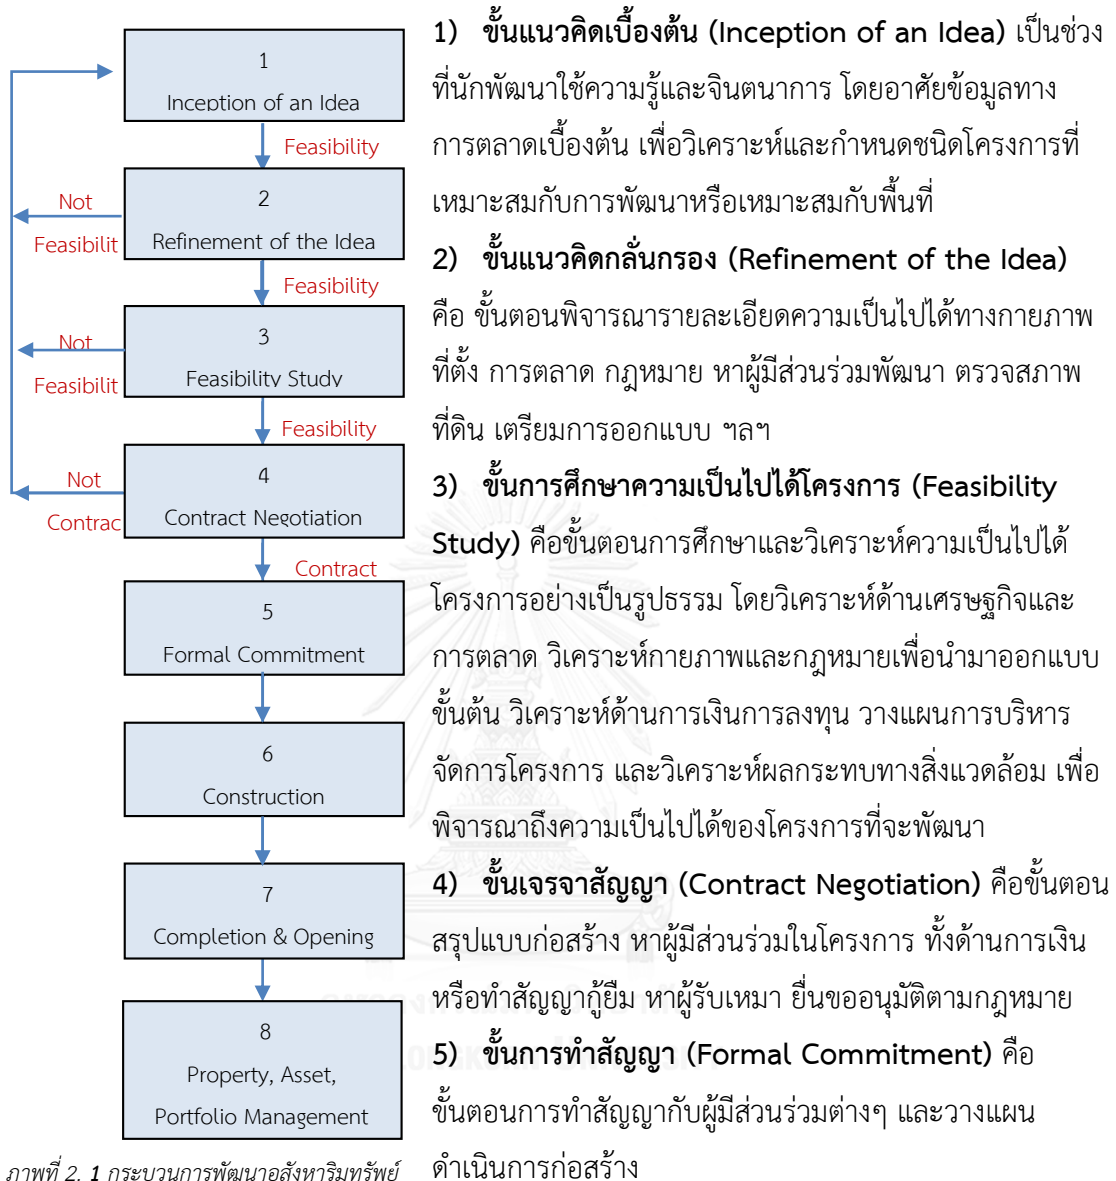 1
Inception of an Idea
Feasibility
Not
Feasibilit
2
Refinement of the Idea
Feasibility
Not
Feasibilit
3
Feasibility Study
Feasibility
Not
Contrac
4
Contract Negotiation
Contract
5
Formal Commitment
6
Construction
7
Completion & Opening
8
Property, Asset,
Portfolio Management
ภาพที่ 2. 1 กระบวนการพัฒนาอสังหาริมทรัพย์
1) ขั้นแนวคิดเบื้องต้น (Inception of an Idea) เป็นช่วง
ที่นักพัฒนาใช้ความรู้และจินตนาการ โดยอาศัยข้อมูลทาง
การตลาดเบื้องต้น เพื่อวิเคราะห์และกำหนดชนิดโครงการที่
เหมาะสมกับการพัฒนาหรือเหมาะสมกับพื้นที่
2) ขั้นแนวคิดกลั่นกรอง (Refinement of the Idea)
คือ ขั้นตอนพิจารณารายละเอียดความเป็นไปได้ทางกายภาพ
ที่ตั้ง การตลาด กฎหมาย หาผู้มีส่วนร่วมพัฒนา ตรวจสภาพ
ที่ดิน เตรียมการออกแบบ ฯลฯ
3) ขั้นการศึกษาความเป็นไปได้โครงการ (Feasibility
Study) คือขั้นตอนการศึกษาและวิเคราะห์ความเป็นไปได้
โครงการอย่างเป็นรูปธรรม โดยวิเคราะห์ด้านเศรษฐกิจและ
การตลาด วิเคราะห์กายภาพและกฎหมายเพื่อนำมาออกแบบ
ขั้นต้น วิเคราะห์ด้านการเงินการลงทุน วางแผนการบริหาร
จัดการโครงการ และวิเคราะห์ผลกระทบทางสิ่งแวดล้อม เพื่อ
พิจารณาถึงความเป็นไปได้ของโครงการที่จะพัฒนา
4) ขั้นเจรจาสัญญา (Contract Negotiation) คือขั้นตอน
สรุปแบบก่อสร้าง หาผู้มีส่วนร่วมในโครงการ ทั้งด้านการเงิน
หรือทำสัญญากู้ยืม หาผู้รับเหมา ยื่นขออนุมัติตามกฎหมาย
5) ขั้นการทำสัญญา (Formal Commitment) คือ
ขั้นตอนการทำสัญญากับผู้มีส่วนร่วมต่างๆ และวางแผน
ดำเนินการก่อสร้าง